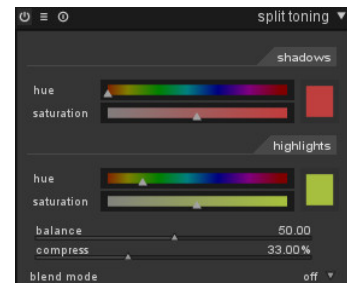 split toning
shadows
hue
saturation
highlights
hue
saturation
balance 50.00
compress 33.00%
blend mode off